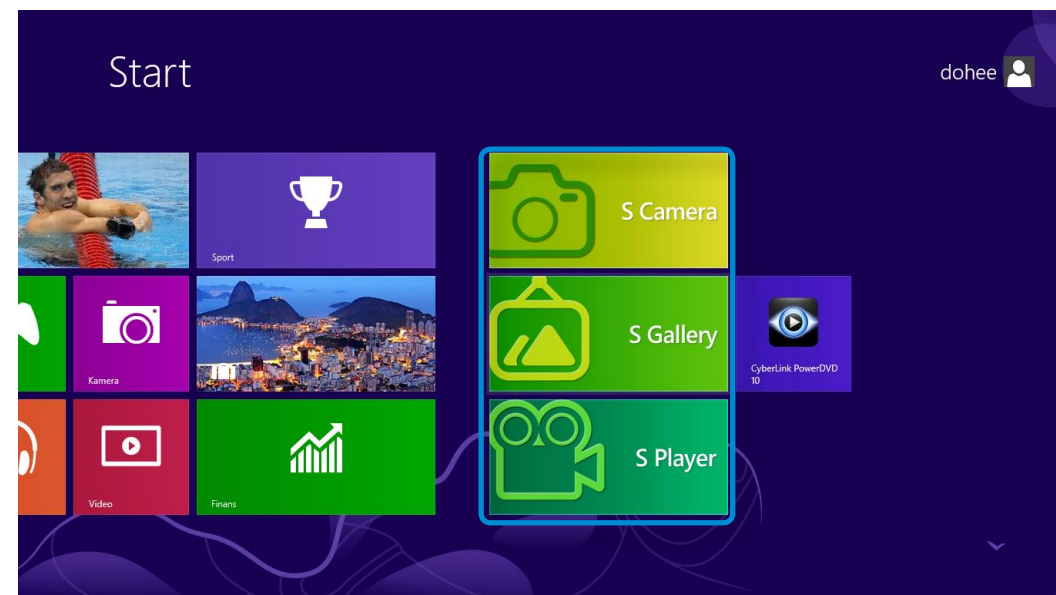 Start
dohee
Sport
S Camera
Kamera
S Gallery
CyberLink PowerDVD
10
Video
Finans
S Player